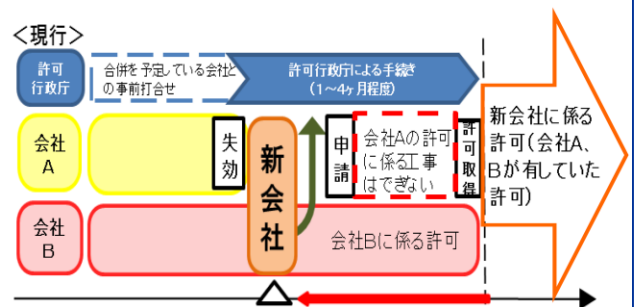 <現行>
許可
行政庁
合併を予定している会社と
の事前打合せ
許可行政庁による手続き
(1～4ヶ月程度)
会社
A
失効
新会社
申請
会社Aの許可
に係る工事
はできない
許可取得
新会社に係る
許可(会社A、
Bが有していた
許可)
会社
B
会社Bに係る許可